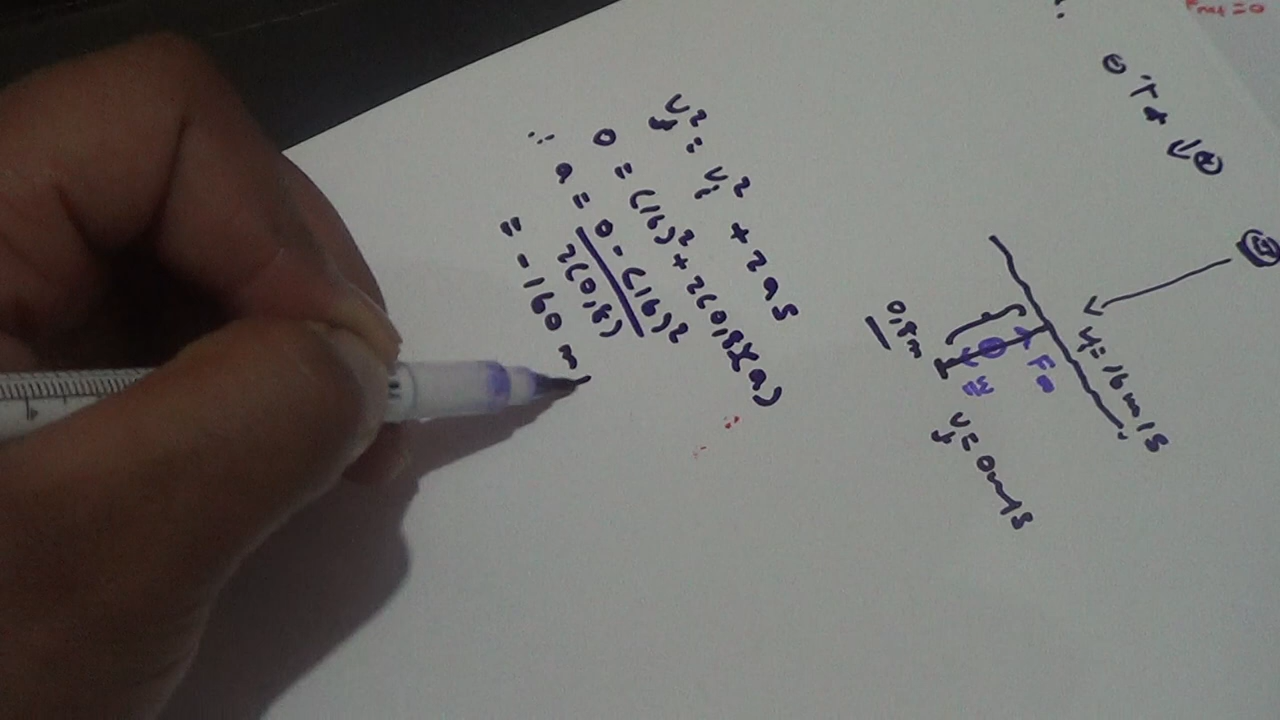 Fnet = 0
⊖ ↑ + ↓ ⊕
Vf² = Vi² + 2as
0 = (16)² + 2(0,8)(a)
∴ a = 0 - (16)² / 2(0,8)
= - 160 m
Vi = 16 m/s
0,8m
W
Vf = 0 m/s